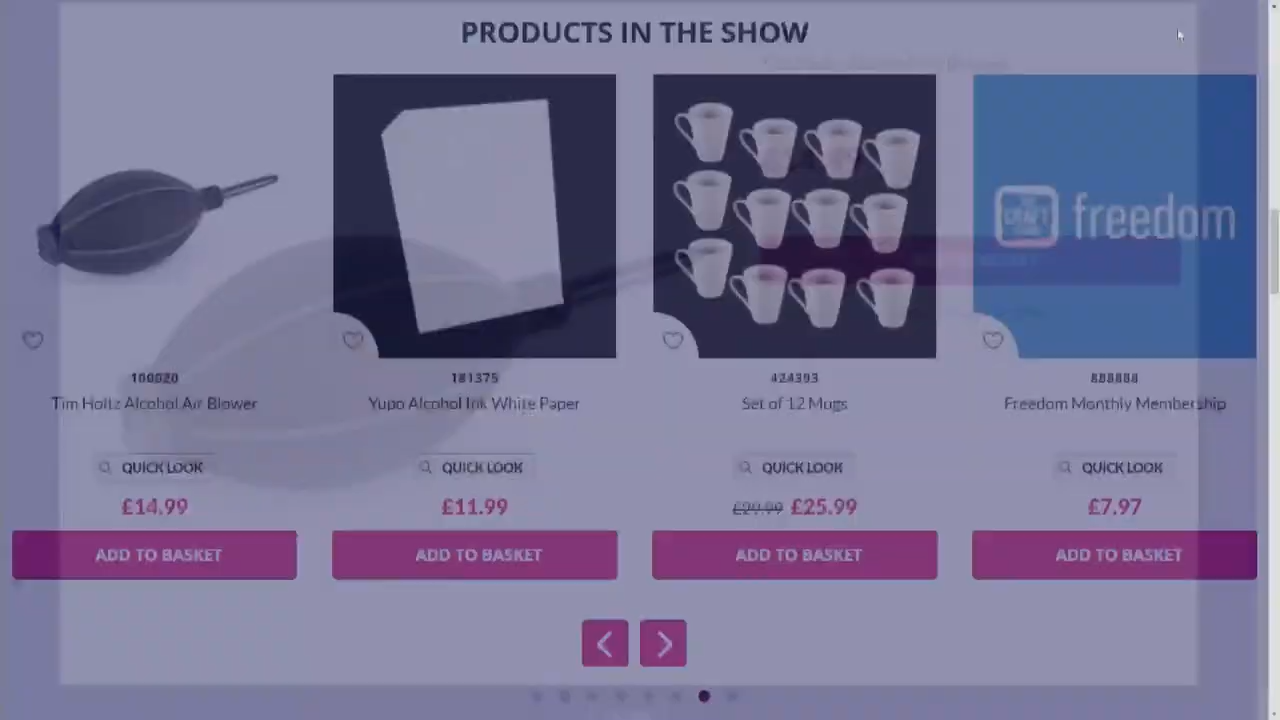 PRODUCTS IN THE SHOW
CRAFT
freedom
100020
Tim Holtz Alcohol Air Blower
QUICK LOOK
£14.99
ADD TO BASKET
181375
Yupo Alcohol Ink White Paper
QUICK LOOK
£11.99
ADD TO BASKET
424393
Set of 12 Mugs
QUICK LOOK
£29.99 £25.99
ADD TO BASKET
888888
Freedom Monthly Membership
QUICK LOOK
£7.97
ADD TO BASKET